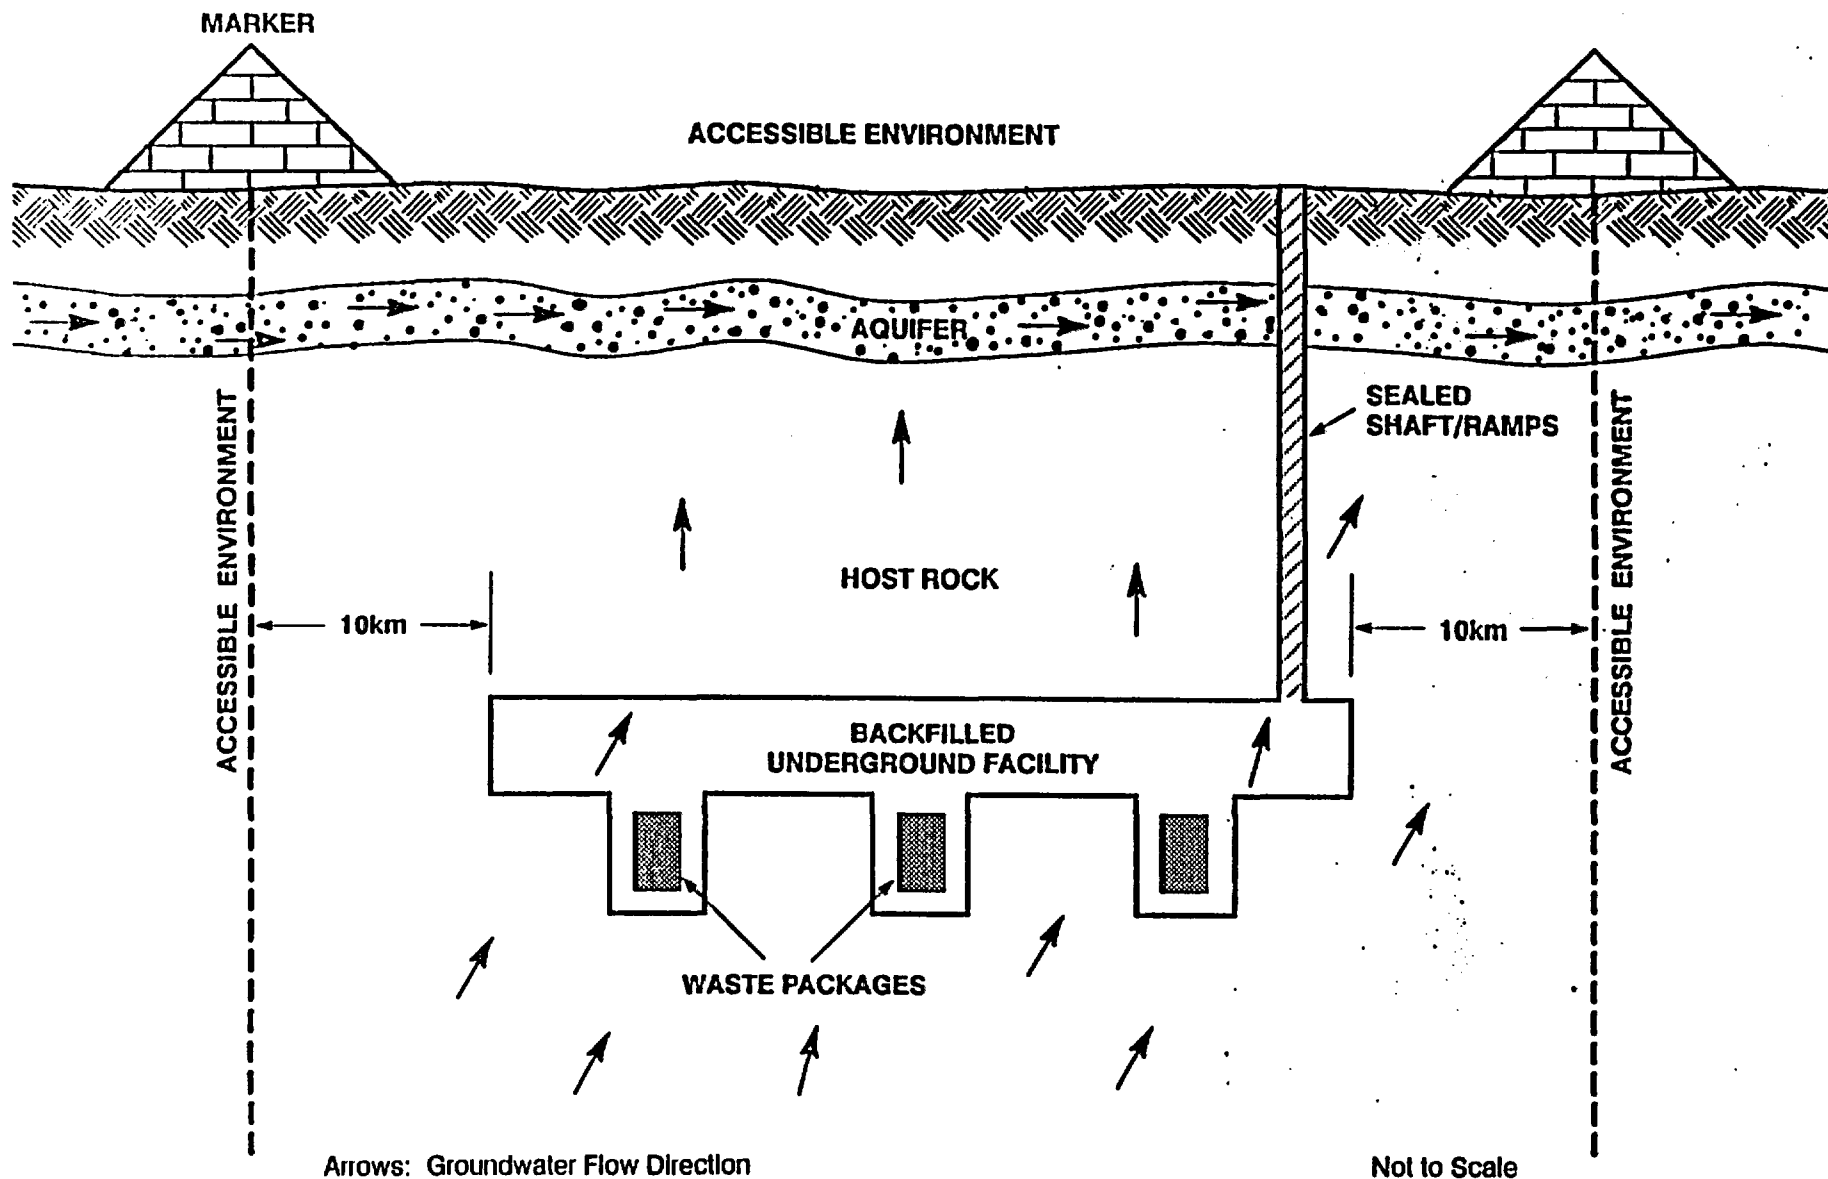 MARKER
ACCESSIBLE ENVIRONMENT
AQUIFER
SEALED
SHAFT/RAMPS
ACCESSIBLE ENVIRONMENT
ACCESSIBLE ENVIRONMENT
HOST ROCK
10km
10km
BACKFILLED
UNDERGROUND FACILITY
WASTE PACKAGES
Arrows: Groundwater Flow Direction
Not to Scale